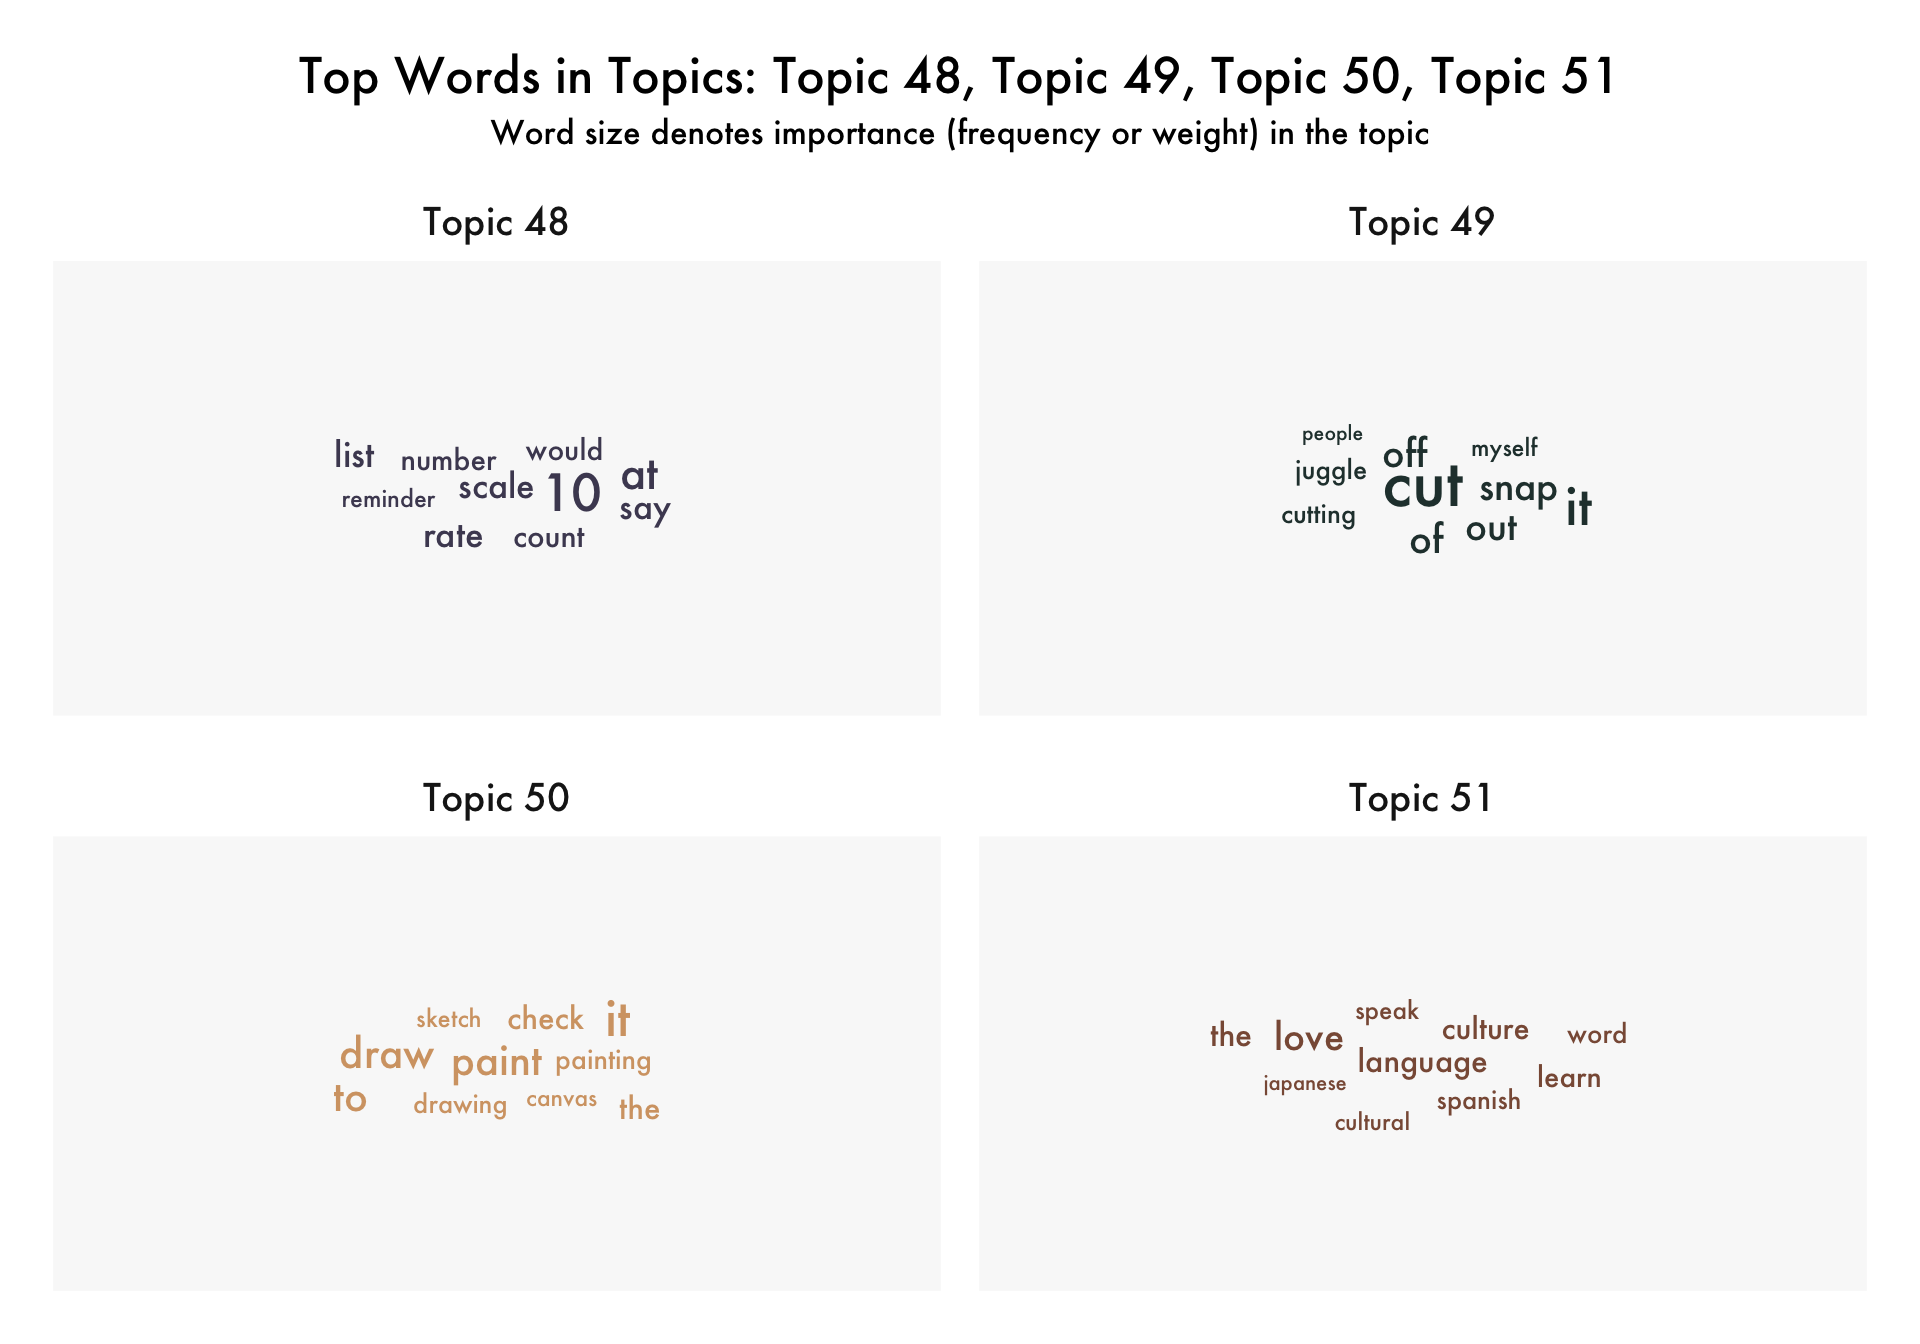 Top Words in Topics: Topic 48, Topic 49, Topic 50, Topic 51
Word size denotes importance (frequency or weight) in the topic
Topic 48
list number would at
reminder scale 10 say
rate count
Topic 49
people off myself
juggle cut snap it
cutting of out
Topic 50
sketch check it
draw paint painting
to drawing canvas the
Topic 51
the love speak culture word
japanese language learn
cultural spanish